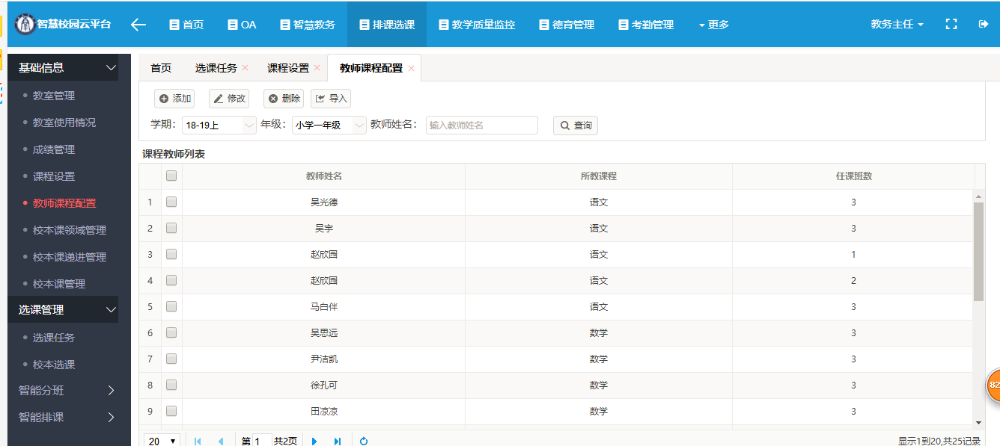 智慧校园云平台 首页 OA 智慧教务 排课选课 教学质量监控 德育管理 考勤管理 更多 教务主任
基础信息
教室管理
教室使用情况
成绩管理
课程设置
教师课程配置
校本课领域管理
校本课递进管理
校本课管理
选课管理
选课任务
校本选课
智能分班
智能排课
首页 选课任务 课程设置 教师课程配置
添加 修改 删除 导入
学期： 18-19上 年级： 小学一年级 教师姓名： 输入教师姓名 查询
课程教师列表
教师姓名 所教课程 任课班数
1 吴光德 语文 3
2 吴宇 语文 3
3 赵欣园 语文 1
4 赵欣园 语文 2
5 马白伴 语文 3
6 吴思远 数学 3
7 尹洁凯 数学 3
8 徐孔可 数学 3
9 田凉凉 数学 3
20 第 1 共2页 显示1到20,共25记录
82